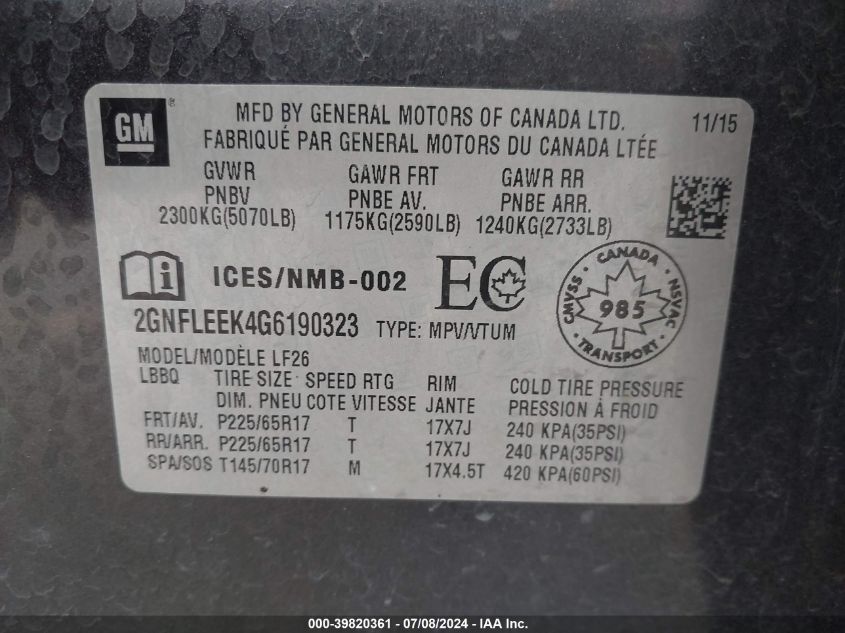 GM ®
MFD BY GENERAL MOTORS OF CANADA LTD. 11/15
FABRIQUÉ PAR GENERAL MOTORS DU CANADA LTÉE
GVWR GAWR FRT GAWR RR
PNBV PNBE AV. PNBE ARR.
2300KG(5070LB) 1175KG(2590LB) 1240KG(2733LB)
i ICES/NMB-002 EC
CANADA
CMVSS 985 NSVAC
TRANSPORT
2GNFLEEK4G6190323 TYPE: MPV/VTUM
MODEL/MODÈLE LF26
LBBQ TIRE SIZE SPEED RTG RIM COLD TIRE PRESSURE
DIM. PNEU COTE VITESSE JANTE PRESSION À FROID
FRT/AV. P225/65R17 T 17X7J 240 KPA(35PSI)
RR/ARR. P225/65R17 T 17X7J 240 KPA(35PSI)
SPA/SOS T145/70R17 M 17X4.5T 420 KPA(60PSI)
000-39820361 - 07/08/2024 - IAA Inc.